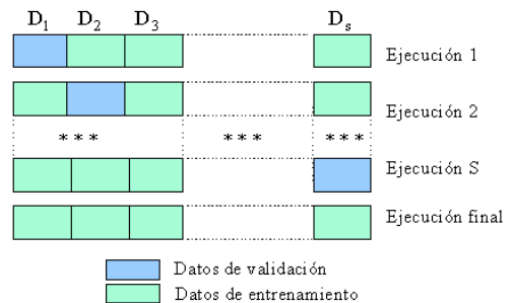 D1 D2 D3 Ds
Ejecución 1
Ejecución 2
*** *** ***
Ejecución S
Ejecución final
Datos de validación
Datos de entrenamiento